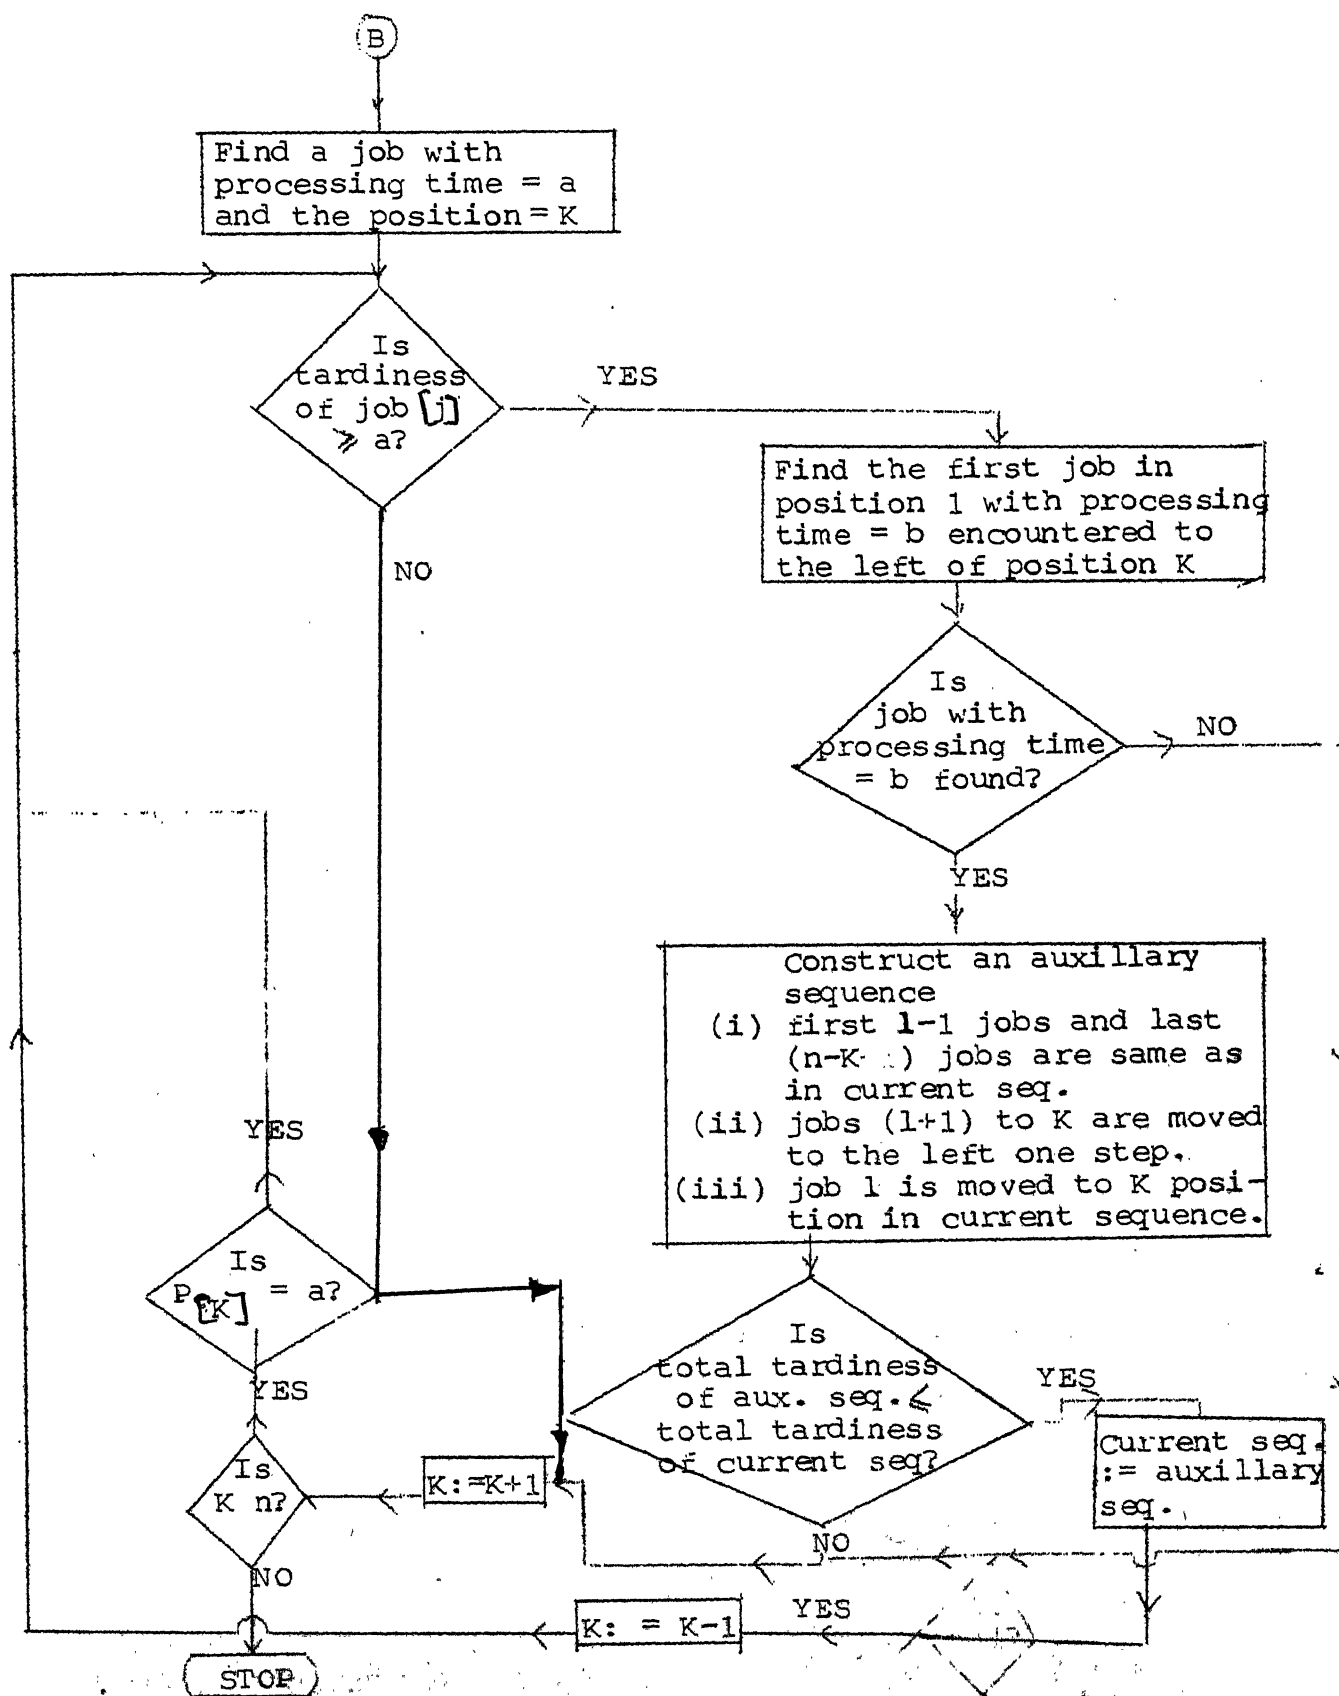 B
Find a job with
processing time = a
and the position = K
Is
tardiness
of job [j]
⩾ a?
YES
NO
Find the first job in
position 1 with processing
time = b encountered to
the left of position K
Is
job with
processing time
= b found?
NO
YES
Construct an auxillary
sequence
(i) first 1-1 jobs and last
(n-K ) jobs are same as
in current seq.
(ii) jobs (1+1) to K are moved
to the left one step.
(iii) job 1 is moved to K posi-
tion in current sequence.
YES
Is
P[K] = a?
YES
Is
K n?
NO
STOP
K:=K+1
Is
total tardiness
of aux. seq. ⩽
total tardiness
of current seq?
YES
NO
Current seq.
:= auxillary
seq.
YES
K: = K-1